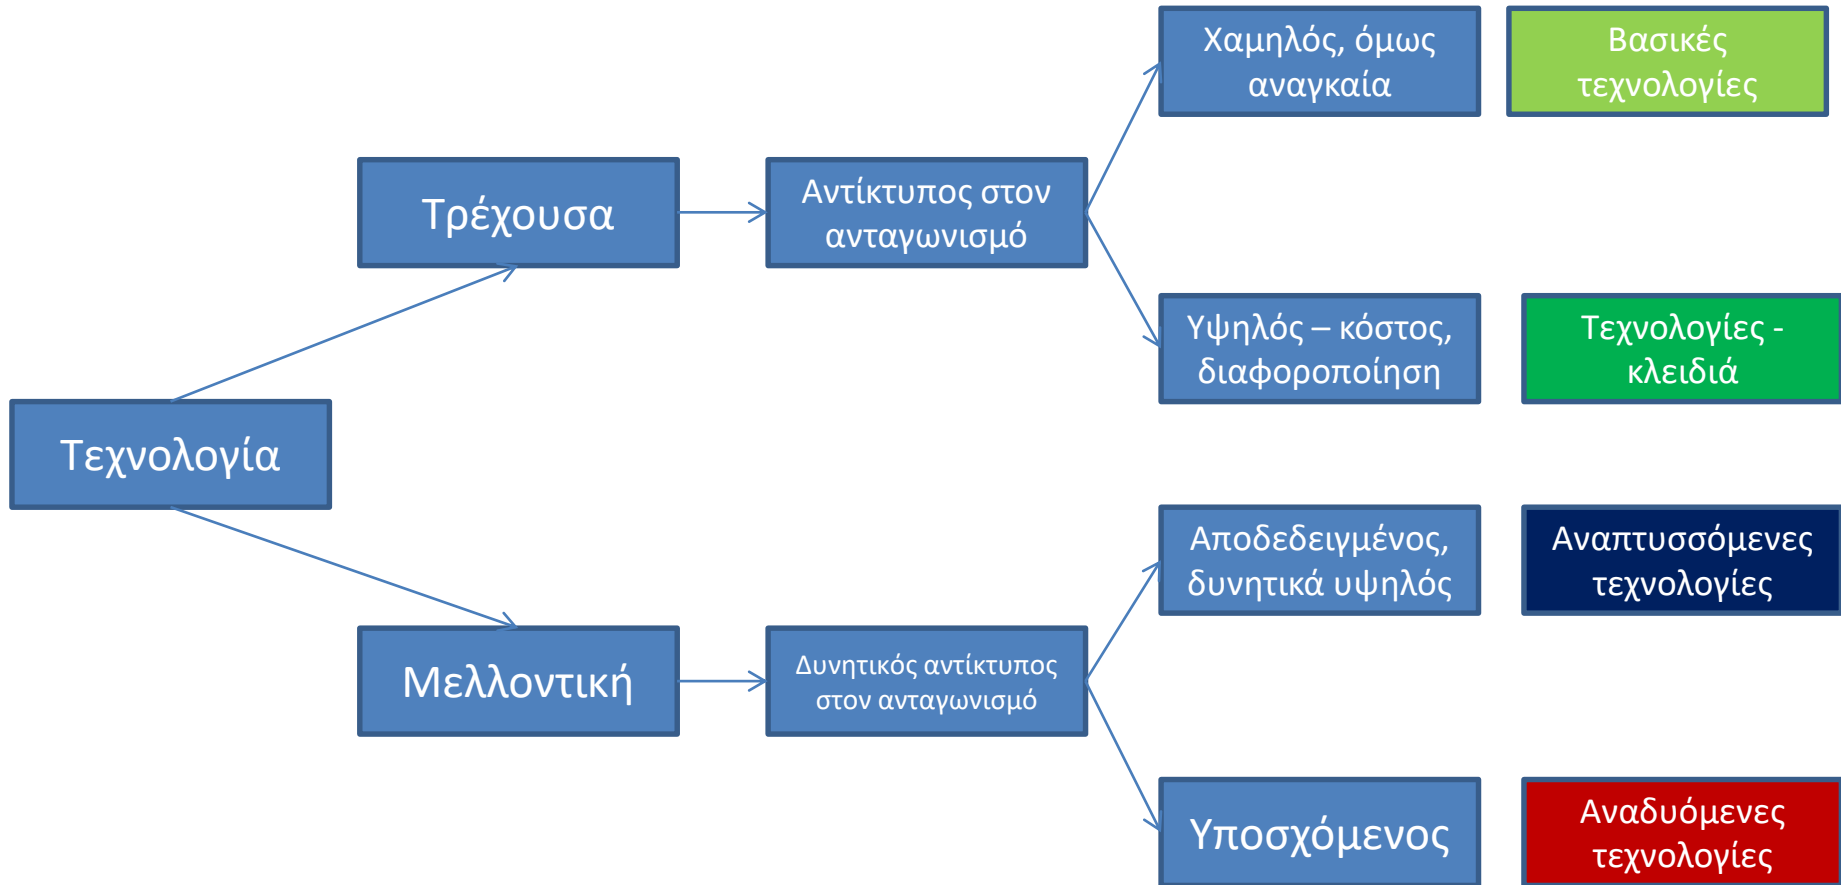 Χαμηλός, όμως
αναγκαία
Βασικές
τεχνολογίες
Τρέχουσα
Αντίκτυπος στον
ανταγωνισμό
Υψηλός – κόστος,
διαφοροποίηση
Τεχνολογίες -
κλειδιά
Τεχνολογία
Αποδεδειγμένος,
δυνητικά υψηλός
Αναπτυσσόμενες
τεχνολογίες
Μελλοντική
Δυνητικός αντίκτυπος
στον ανταγωνισμό
Υποσχόμενος
Αναδυόμενες
τεχνολογίες